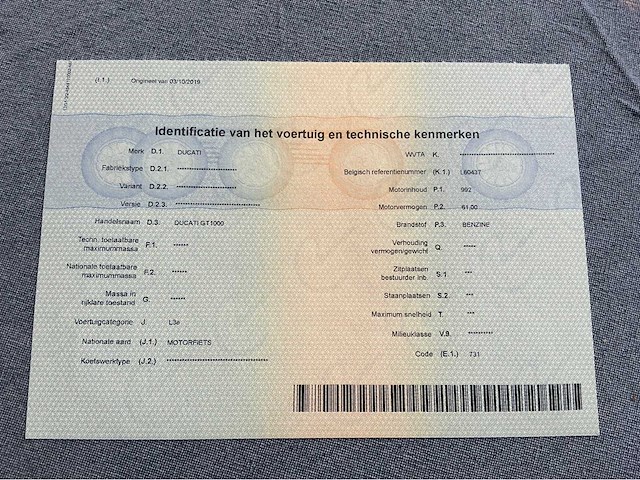 (I.1.) Origineel van 03/10/2019
Identificatie van het voertuig en technische kenmerken
Merk D.1. DUCATI
Fabriekstype D.2.1. ********************
Variant D.2.2. ********************
Versie D.2.3. ****************************
Handelsnaam D.3. DUCATI GT1000
Techn. toelaatbare
maximummassa F.1. ******
Nationale toelaatbare
maximummassa F.2. ******
Massa in
rijklare toestand G. ******
Voertuigcategorie J. L3e
Nationale aard (J.1.) MOTORFIETS
Koetswerktype (J.2.) **********************************
WVTA K. ********************************
Belgisch referentienummer (K.1.) L60437
Motorinhoud P.1. 992
Motorvermogen P.2. 61,00
Brandstof P.3. BENZINE
Verhouding
vermogen/gewicht Q. *****
Zitplaatsen
bestuurder inb. S.1. ***
Staanplaatsen S.2. ***
Maximum snelheid T. ***
Milieuklasse V.9. **********
Code (E.1.) 731